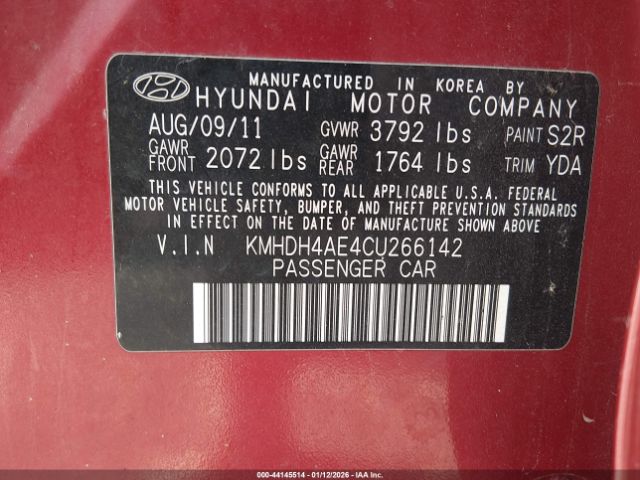 MANUFACTURED IN KOREA BY
HYUNDAI MOTOR COMPANY
AUG/09/11 GVWR 3792 lbs PAINT S2R
GAWR FRONT 2072 lbs GAWR REAR 1764 lbs TRIM YDA
THIS VEHICLE CONFORMS TO ALL APPLICABLE U.S.A. FEDERAL
MOTOR VEHICLE SAFETY, BUMPER, AND THEFT PREVENTION STANDARDS
IN EFFECT ON THE DATE OF MANUFACTURE SHOWN ABOVE
V.I.N KMHDH4AE4CU266142
PASSENGER CAR
000-44145514 - 01/12/2026 - IAA Inc.